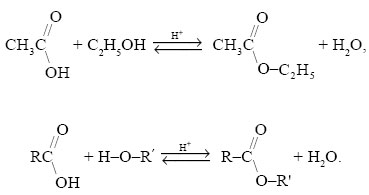 O
CH₃C + C₂H₅OH H⁺ CH₃C + H₂O,
OH O–C₂H₅
O O
RC + H–O–R´ H⁺ R–C + H₂O.
OH O–R'